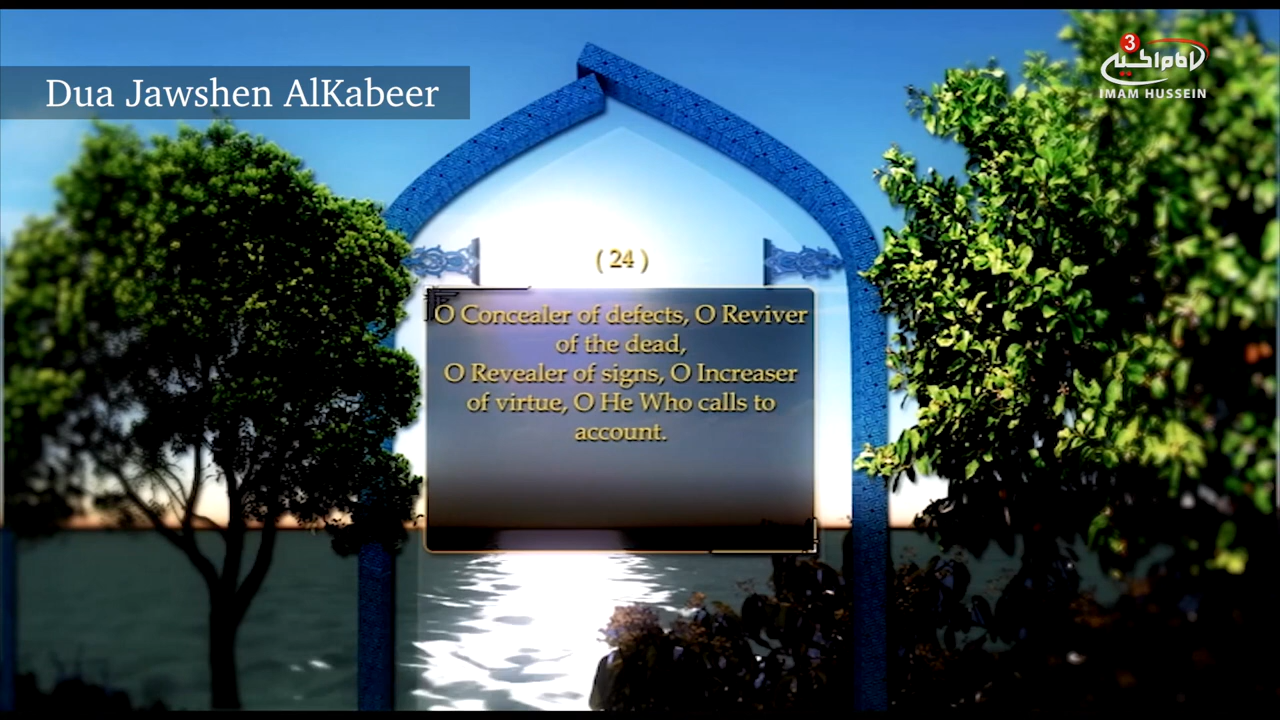 Dua Jawshen AlKabeer
3
IMAM HUSSEIN
( 24 )
O Concealer of defects, O Reviver
of the dead,
O Revealer of signs, O Increaser
of virtue, O He Who calls to
account.